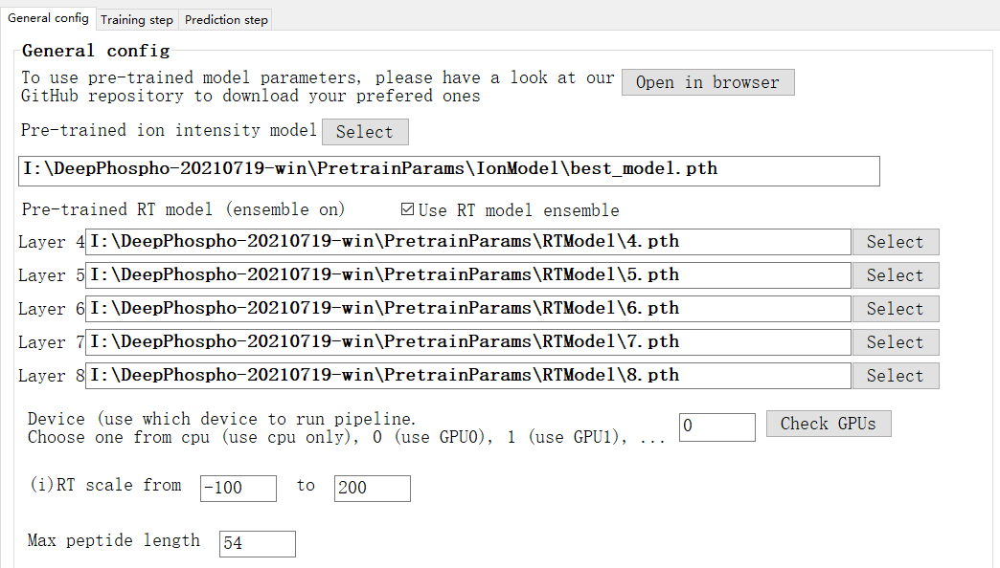 General config Training step Prediction step
General config
To use pre-trained model parameters, please have a look at our
GitHub repository to download your prefered ones
Open in browser
Pre-trained ion intensity model Select
I:\DeepPhospho-20210719-win\PretrainParams\IonModel\best_model.pth
Pre-trained RT model (ensemble on) Use RT model ensemble
Layer 4 I:\DeepPhospho-20210719-win\PretrainParams\RTModel\4.pth Select
Layer 5 I:\DeepPhospho-20210719-win\PretrainParams\RTModel\5.pth Select
Layer 6 I:\DeepPhospho-20210719-win\PretrainParams\RTModel\6.pth Select
Layer 7 I:\DeepPhospho-20210719-win\PretrainParams\RTModel\7.pth Select
Layer 8 I:\DeepPhospho-20210719-win\PretrainParams\RTModel\8.pth Select
Device (use which device to run pipeline.
Choose one from cpu (use cpu only), 0 (use GPU0), 1 (use GPU1), ...
0 Check GPUs
(i)RT scale from -100 to 200
Max peptide length 54